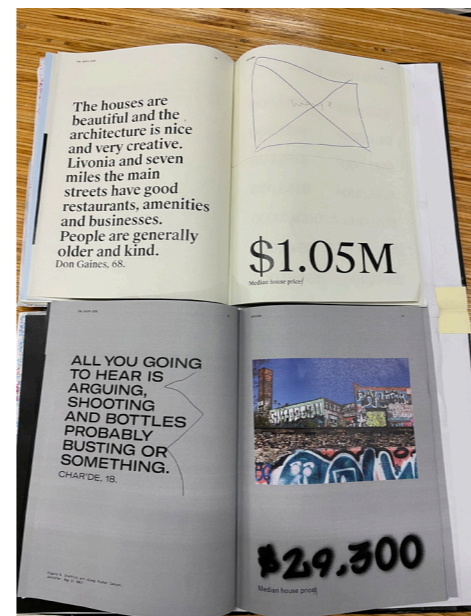 The houses are
beautiful and the
architecture is nice
and very creative.
Livonia and seven
miles the main
streets have good
restaurants, amenities
and businesses.
People are generally
older and kind.
Don Gaines, 68.
$1.05M
Median house price
ALL YOU GOING
TO HEAR IS
ARGUING,
SHOOTING
AND BOTTLES
PROBABLY
BUSTING OR
SOMETHING.
CHAR'DE, 18.
$29,300
Median house price